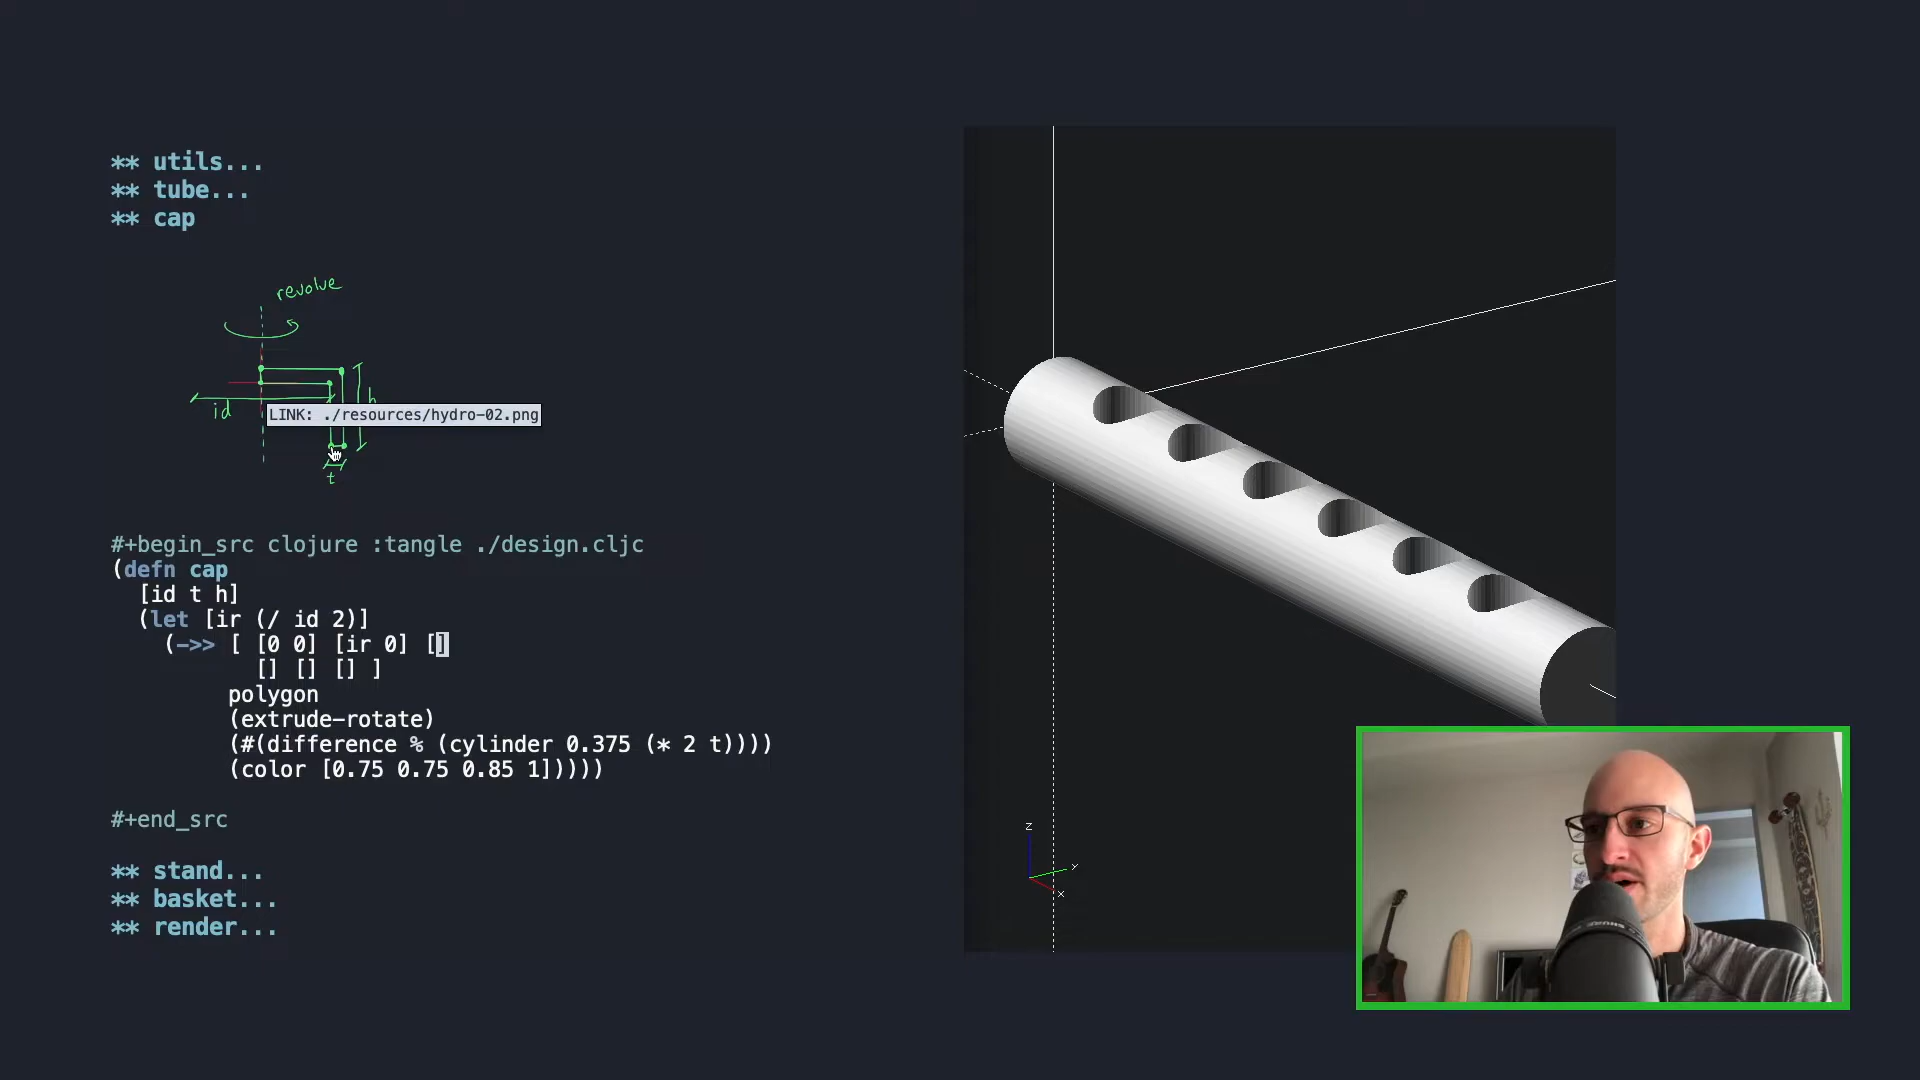 ** utils...
** tube...
** cap
revolve
id
h
LINK: ./resources/hydro-02.png
t
#+begin_src clojure :tangle ./design.cljc
(defn cap
[id t h]
(let [ir (/ id 2)]
(->> [ [0 0] [ir 0] []
[] [] [] ]
polygon
(extrude-rotate)
(#(difference % (cylinder 0.375 (* 2 t))))
(color [0.75 0.75 0.85 1]))))
#+end_src
** stand...
** basket...
** render...
z
y
x